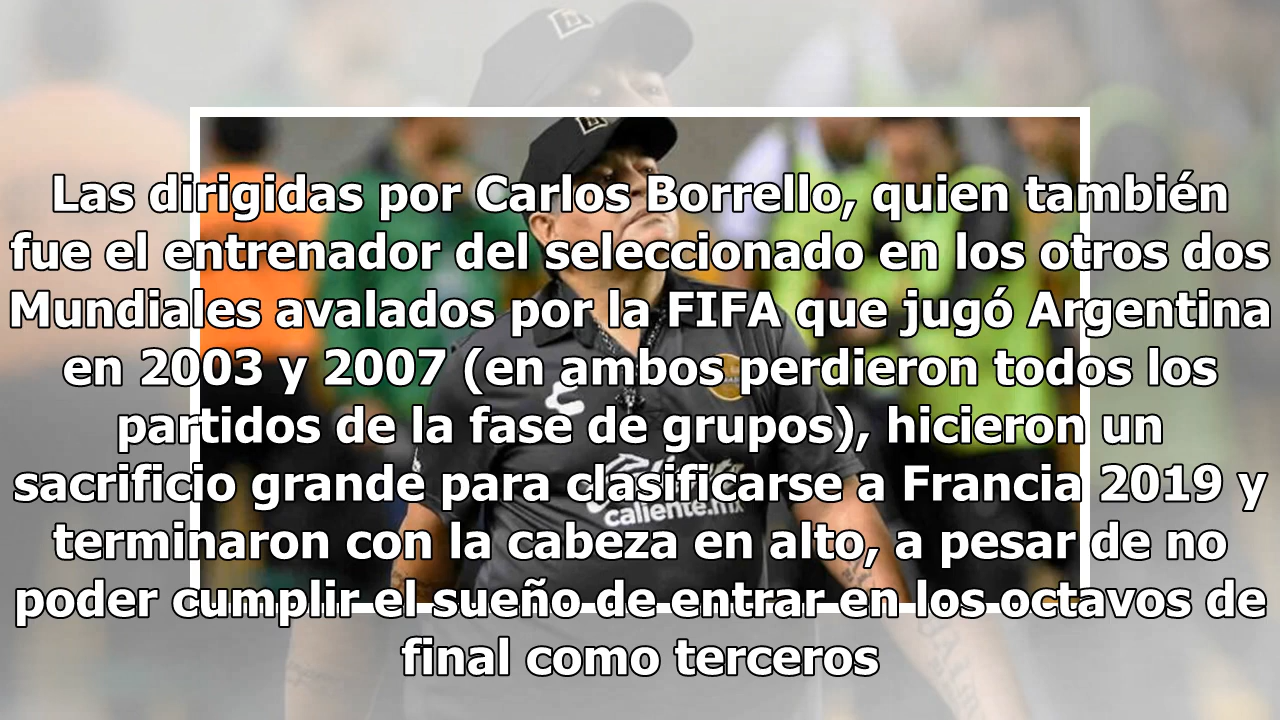 Las dirigidas por Carlos Borrello, quien también
fue el entrenador del seleccionado en los otros dos
Mundiales avalados por la FIFA que jugó Argentina
en 2003 y 2007 (en ambos perdieron todos los
partidos de la fase de grupos), hicieron un
sacrificio grande para clasificarse a Francia 2019 y
terminaron con la cabeza en alto, a pesar de no
poder cumplir el sueño de entrar en los octavos de
final como terceros
caliente.mx